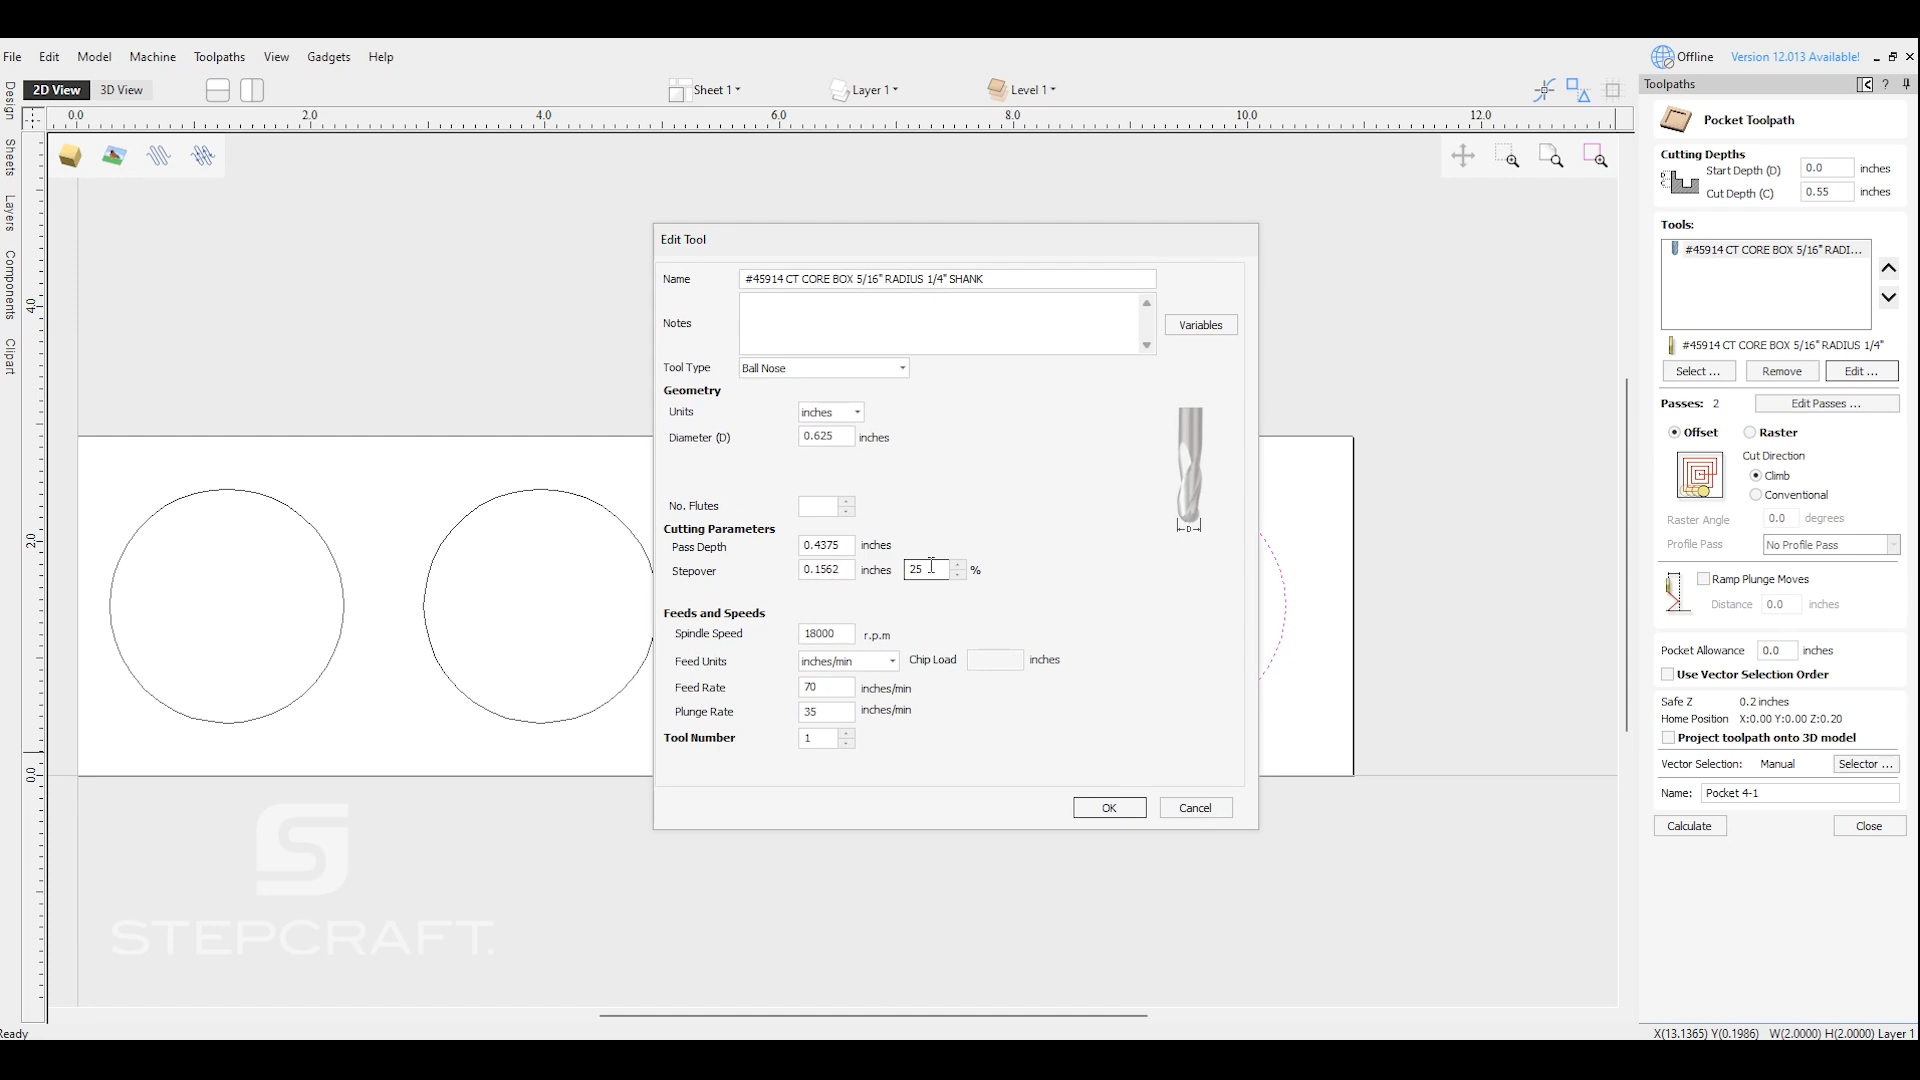 File Edit Model Machine Toolpaths View Gadgets Help
Offline Version 12.013 Available!
2D View 3D View Sheet 1 Layer 1 Level 1
Toolpaths ?
0.0 2.0 4.0 6.0 8.0 10.0 12.0
Design
Sheets
Layers
Components
Clipart
4.0
2.0
0.0
Edit Tool
Name #45914 CT CORE BOX 5/16" RADIUS 1/4" SHANK
Notes
Variables
Tool Type Ball Nose
Geometry
Units inches
Diameter (D) 0.625 inches
No. Flutes
D
Cutting Parameters
Pass Depth 0.4375 inches
Stepover 0.1562 inches 25 %
Feeds and Speeds
Spindle Speed 18000 r.p.m
Feed Units inches/min Chip Load inches
Feed Rate 70 inches/min
Plunge Rate 35 inches/min
Tool Number 1
OK Cancel
Pocket Toolpath
Cutting Depths
Start Depth (D) 0.0 inches
Cut Depth (C) 0.55 inches
Tools:
#45914 CT CORE BOX 5/16" RADI...
#45914 CT CORE BOX 5/16" RADIUS 1/4"
Select ... Remove Edit ...
Passes: 2 Edit Passes ...
Offset Raster
Cut Direction
Climb
Conventional
Raster Angle 0.0 degrees
Profile Pass No Profile Pass
Ramp Plunge Moves
Distance 0.0 inches
Pocket Allowance 0.0 inches
Use Vector Selection Order
Safe Z 0.2 inches
Home Position X:0.00 Y:0.00 Z:0.20
Project toolpath onto 3D model
Vector Selection: Manual Selector ...
Name: Pocket 4-1
Calculate Close
STEPCRAFT.
Ready
X(13.1365) Y(0.1986) W(2.0000) H(2.0000) Layer 1